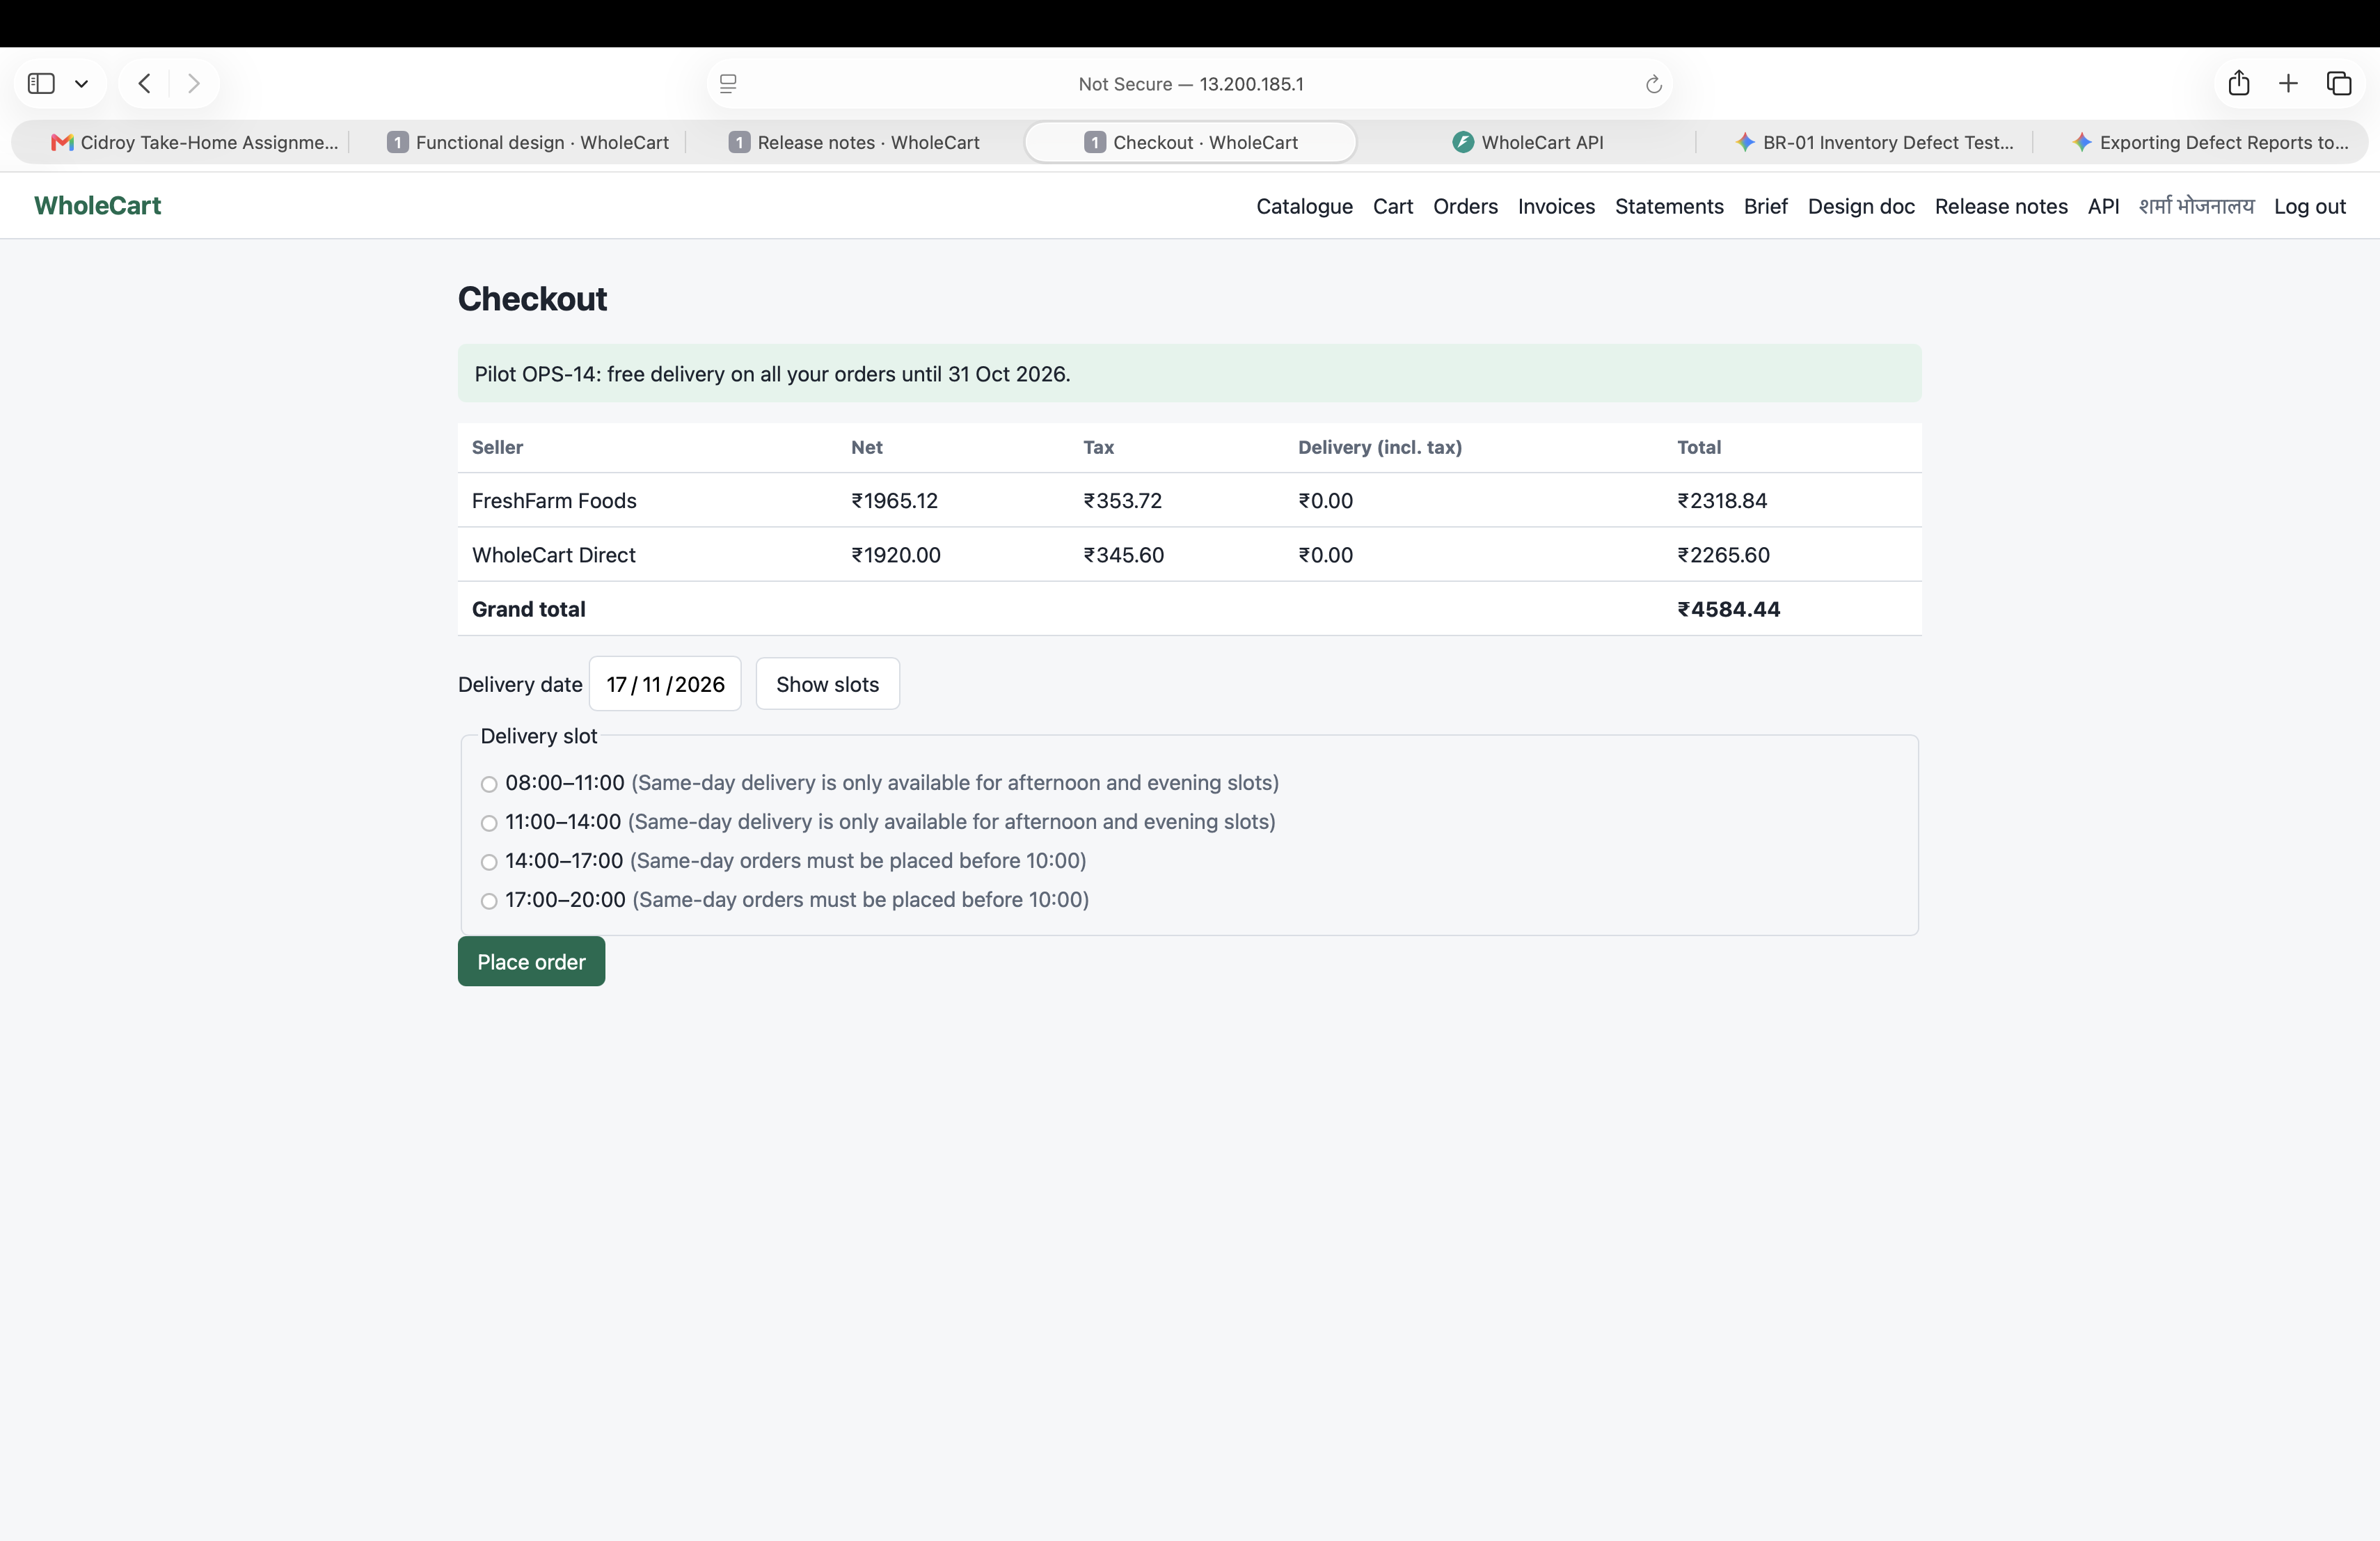 Not Secure — 13.200.185.1
Cidroy Take-Home Assignme... 1 Functional design · WholeCart 1 Release notes · WholeCart 1 Checkout · WholeCart WholeCart API BR-01 Inventory Defect Test... Exporting Defect Reports to...
WholeCart Catalogue Cart Orders Invoices Statements Brief Design doc Release notes API शर्मा भोजनालय Log out
Checkout
Pilot OPS-14: free delivery on all your orders until 31 Oct 2026.
Seller Net Tax Delivery (incl. tax) Total
FreshFarm Foods ₹1965.12 ₹353.72 ₹0.00 ₹2318.84
WholeCart Direct ₹1920.00 ₹345.60 ₹0.00 ₹2265.60
Grand total ₹4584.44
Delivery date 17/11/2026 Show slots
Delivery slot
08:00–11:00 (Same-day delivery is only available for afternoon and evening slots)
11:00–14:00 (Same-day delivery is only available for afternoon and evening slots)
14:00–17:00 (Same-day orders must be placed before 10:00)
17:00–20:00 (Same-day orders must be placed before 10:00)
Place order